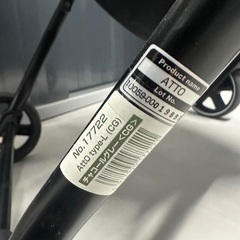 Product name
ATTO
Lot No.
No.17722
AttO type-L (CG)
チャコールグレー <CG>